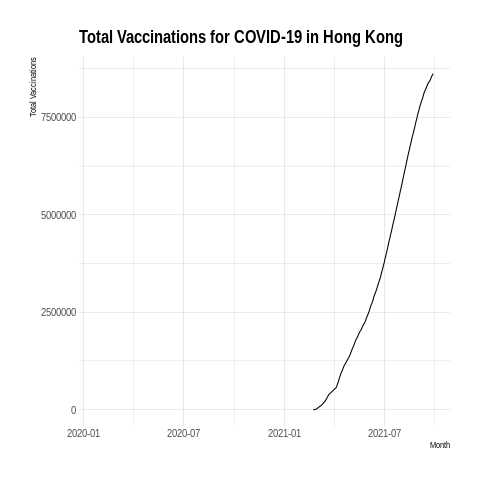 Total Vaccinations for COVID-19 in Hong Kong
Total Vaccinations
7500000
5000000
2500000
0
2020-01 2020-07 2021-01 2021-07
Month